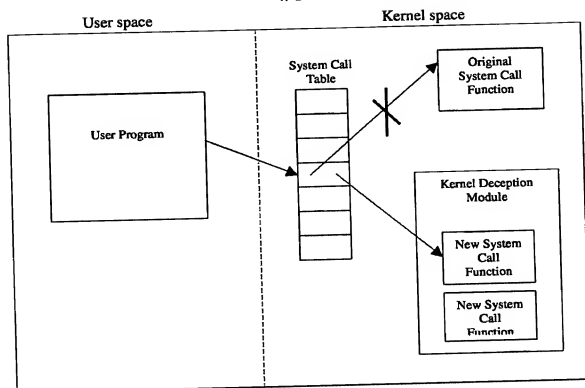 User space
Kernel space
System Call
Table
Original
System Call
Function
User Program
Kernel Deception
Module
New System
Call
Function
New System
Call
Function